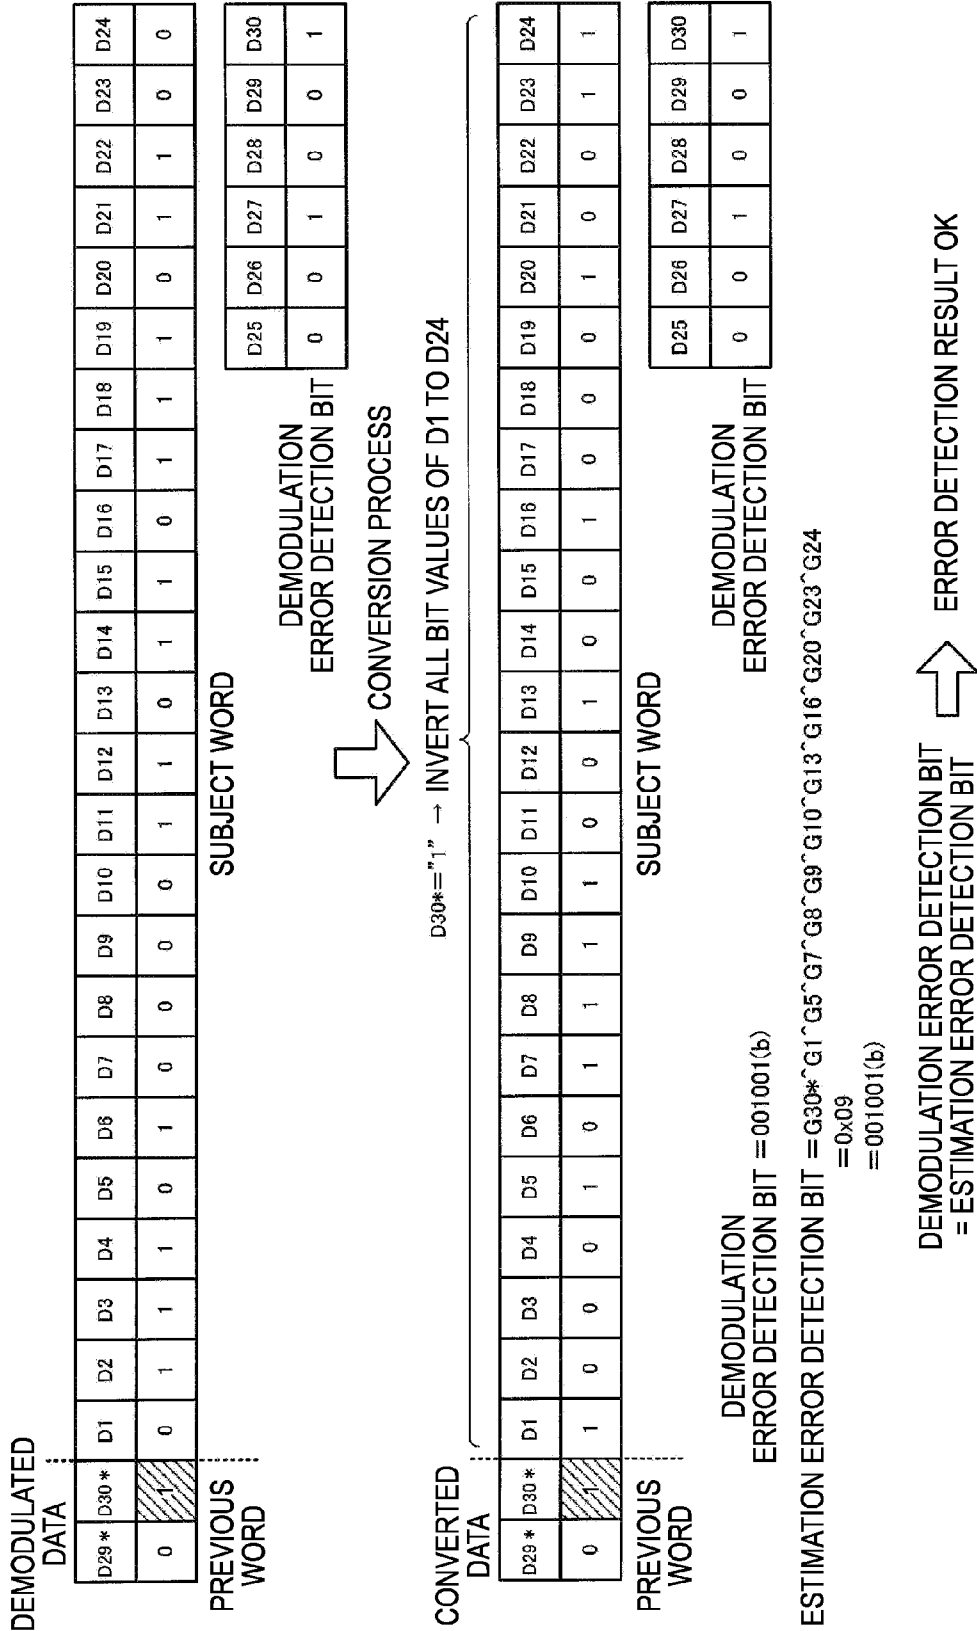 DEMODULATED
DATA
D29* D30* D1 D2 D3 D4 D5 D6 D7 D8 D9 D10 D11 D12 D13 D14 D15 D16 D17 D18 D19 D20 D21 D22 D23 D24
0 1 0 1 1 1 0 1 0 0 0 0 1 1 0 1 1 0 1 1 1 0 1 1 0 0
PREVIOUS
WORD
SUBJECT WORD
D25 D26 D27 D28 D29 D30
0 0 1 0 0 1
DEMODULATION
ERROR DETECTION BIT
CONVERSION PROCESS
D30*="1" → INVERT ALL BIT VALUES OF D1 TO D24
CONVERTED
DATA
D29* D30* D1 D2 D3 D4 D5 D6 D7 D8 D9 D10 D11 D12 D13 D14 D15 D16 D17 D18 D19 D20 D21 D22 D23 D24
0 1 1 0 0 0 1 0 1 1 1 1 0 0 1 0 0 1 0 0 0 1 0 0 1 1
PREVIOUS
WORD
SUBJECT WORD
D25 D26 D27 D28 D29 D30
0 0 1 0 0 1
DEMODULATION
ERROR DETECTION BIT
DEMODULATION
ERROR DETECTION BIT =001001(b)
ESTIMATION ERROR DETECTION BIT =G30*^G1^G5^G7^G8^G9^G10^G13^G16^G20^G23^G24
=0x09
=001001(b)
DEMODULATION ERROR DETECTION BIT
= ESTIMATION ERROR DETECTION BIT
ERROR DETECTION RESULT OK